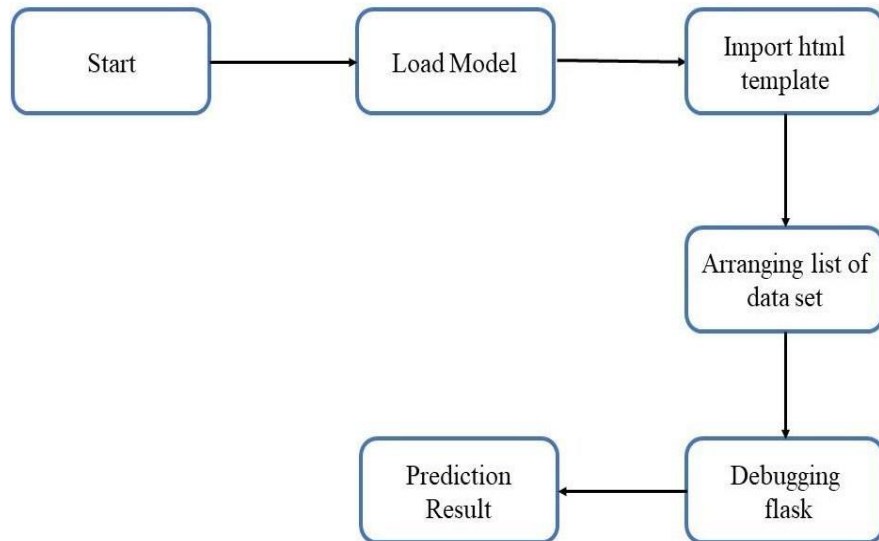 Start
Load Model
Import html
template
Arranging list of
data set
Debugging
flask
Prediction
Result